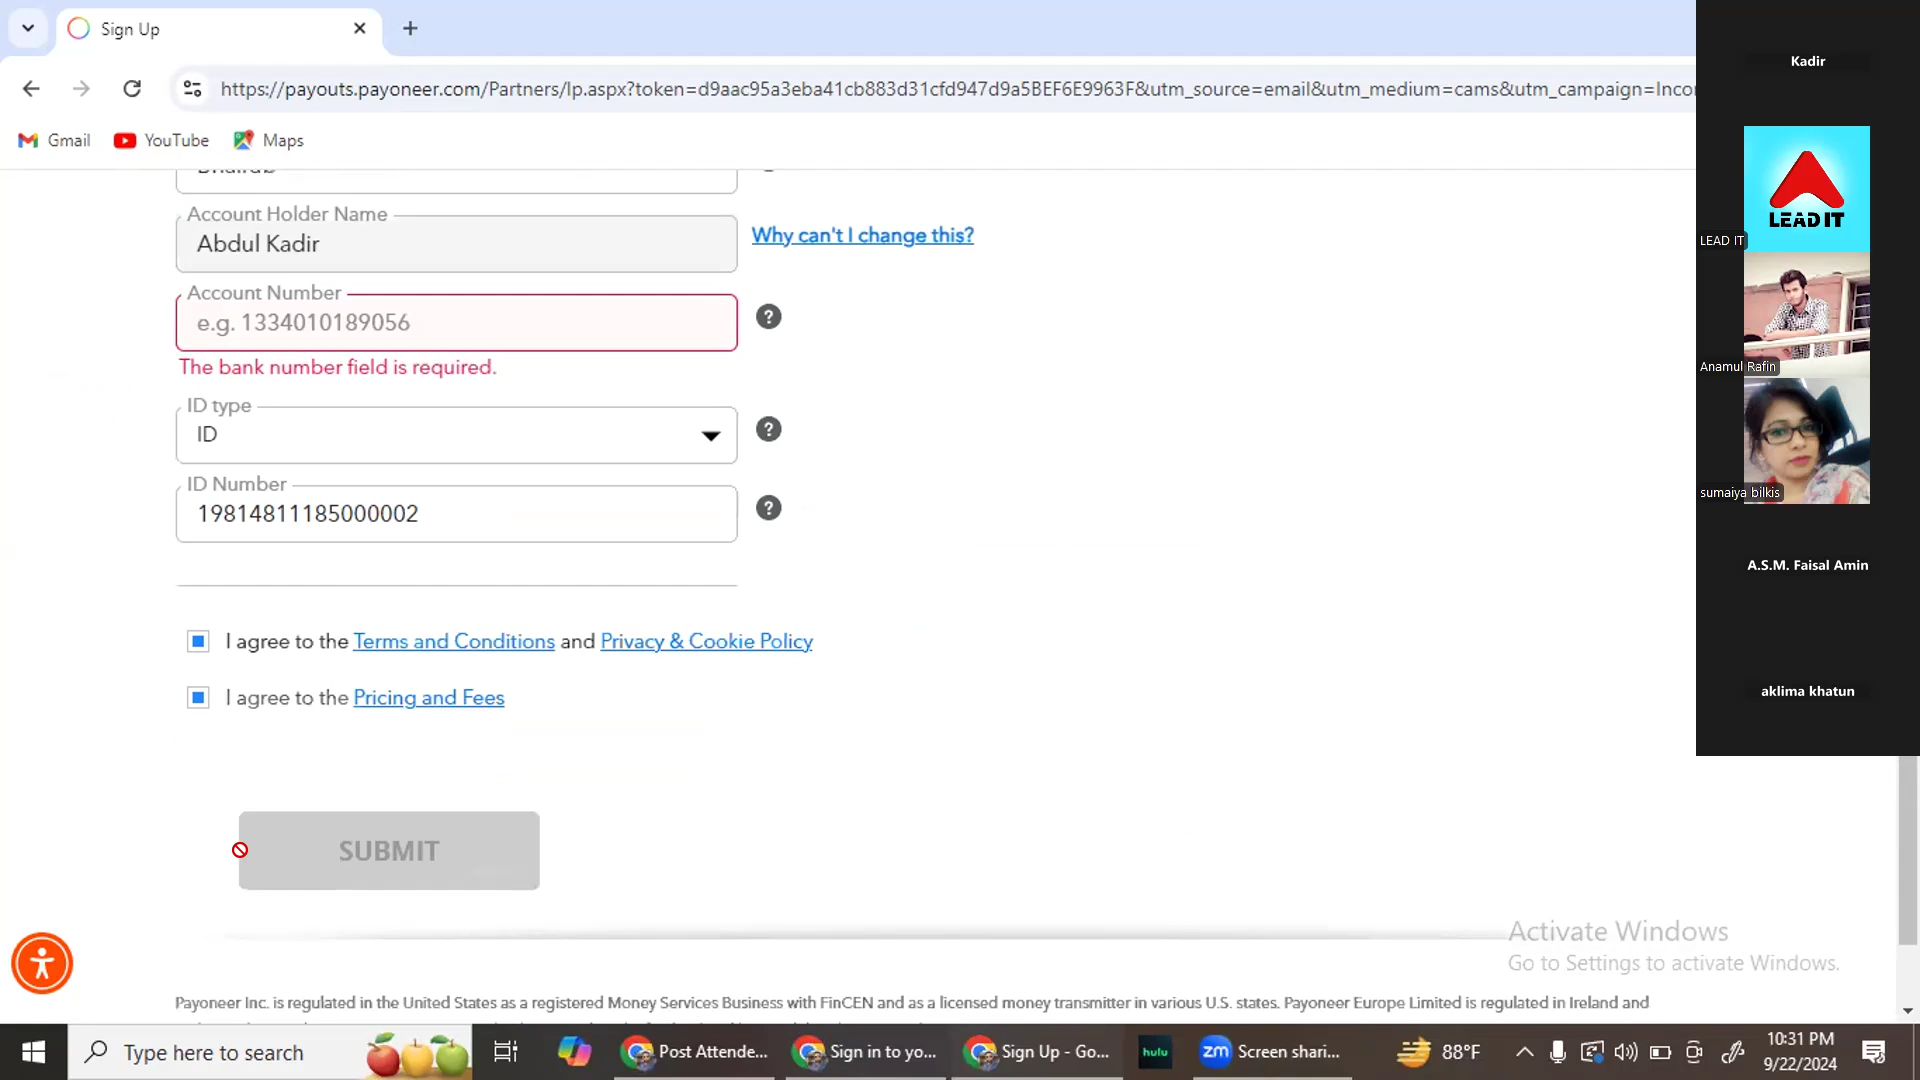 Sign Up
https://payouts.payoneer.com/Partners/lp.aspx?token=d9aac95a3eba41cb883d31cfd947d9a5BEF6E9963F&utm_source=email&utm_medium=cams&utm_campaign=Inco
Gmail
YouTube
Maps
Account Holder Name
Abdul Kadir
Why can't I change this?
Account Number
e.g. 1334010189056
The bank number field is required.
ID type
ID
ID Number
19814811185000002
I agree to the Terms and Conditions and Privacy & Cookie Policy
I agree to the Pricing and Fees
SUBMIT
Payoneer Inc. is regulated in the United States as a registered Money Services Business with FinCEN and as a licensed money transmitter in various U.S. states. Payoneer Europe Limited is regulated in Ireland and
Activate Windows
Go to Settings to activate Windows.
Kadir
LEAD IT
LEAD IT
Anamul Rafin
sumaiya bilkis
A.S.M. Faisal Amin
aklima khatun
Type here to search
Post Attende...
Sign in to yo...
Sign Up - Go...
hulu
zm
Screen shari...
88°F
10:31 PM
9/22/2024